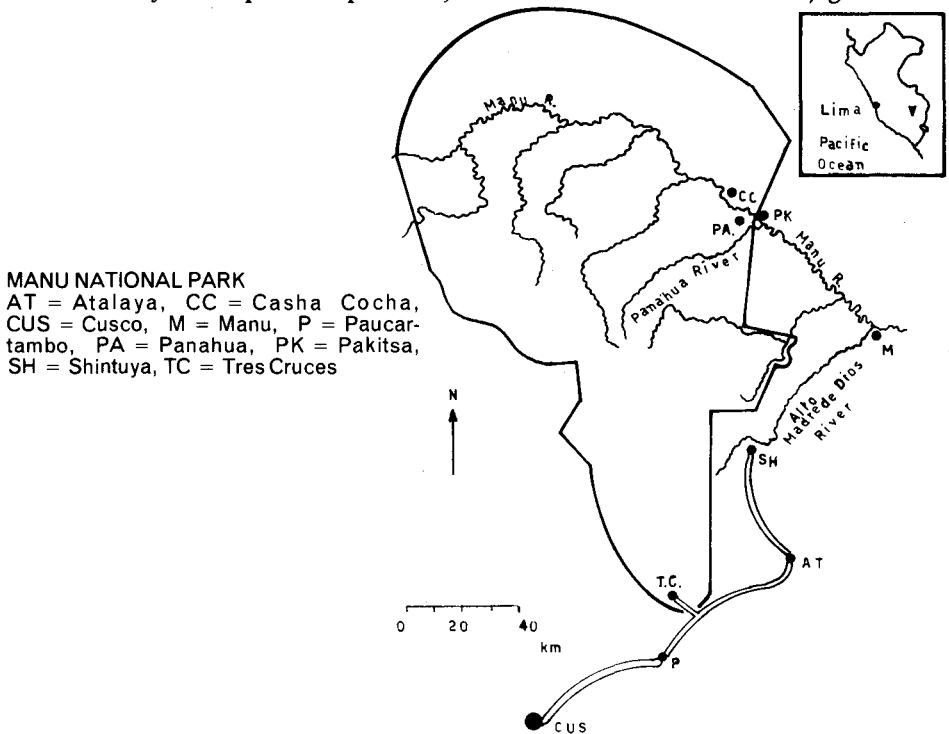 MANU NATIONAL PARK
AT = Atalaya, CC = Casha Cocha,
CUS = Cusco, M = Manu, P = Paucar-
tambo, PA = Panahua, PK = Pakitsa,
SH = Shintuya, TC = Tres Cruces
Manu R.
Lima
Pacific
Ocean
CC
PK
PA.
Manu R.
Panahua River
M
Alto
Madre de Dios
River
N
SH
AT
T.C.
0 20 40
km
P
CUS